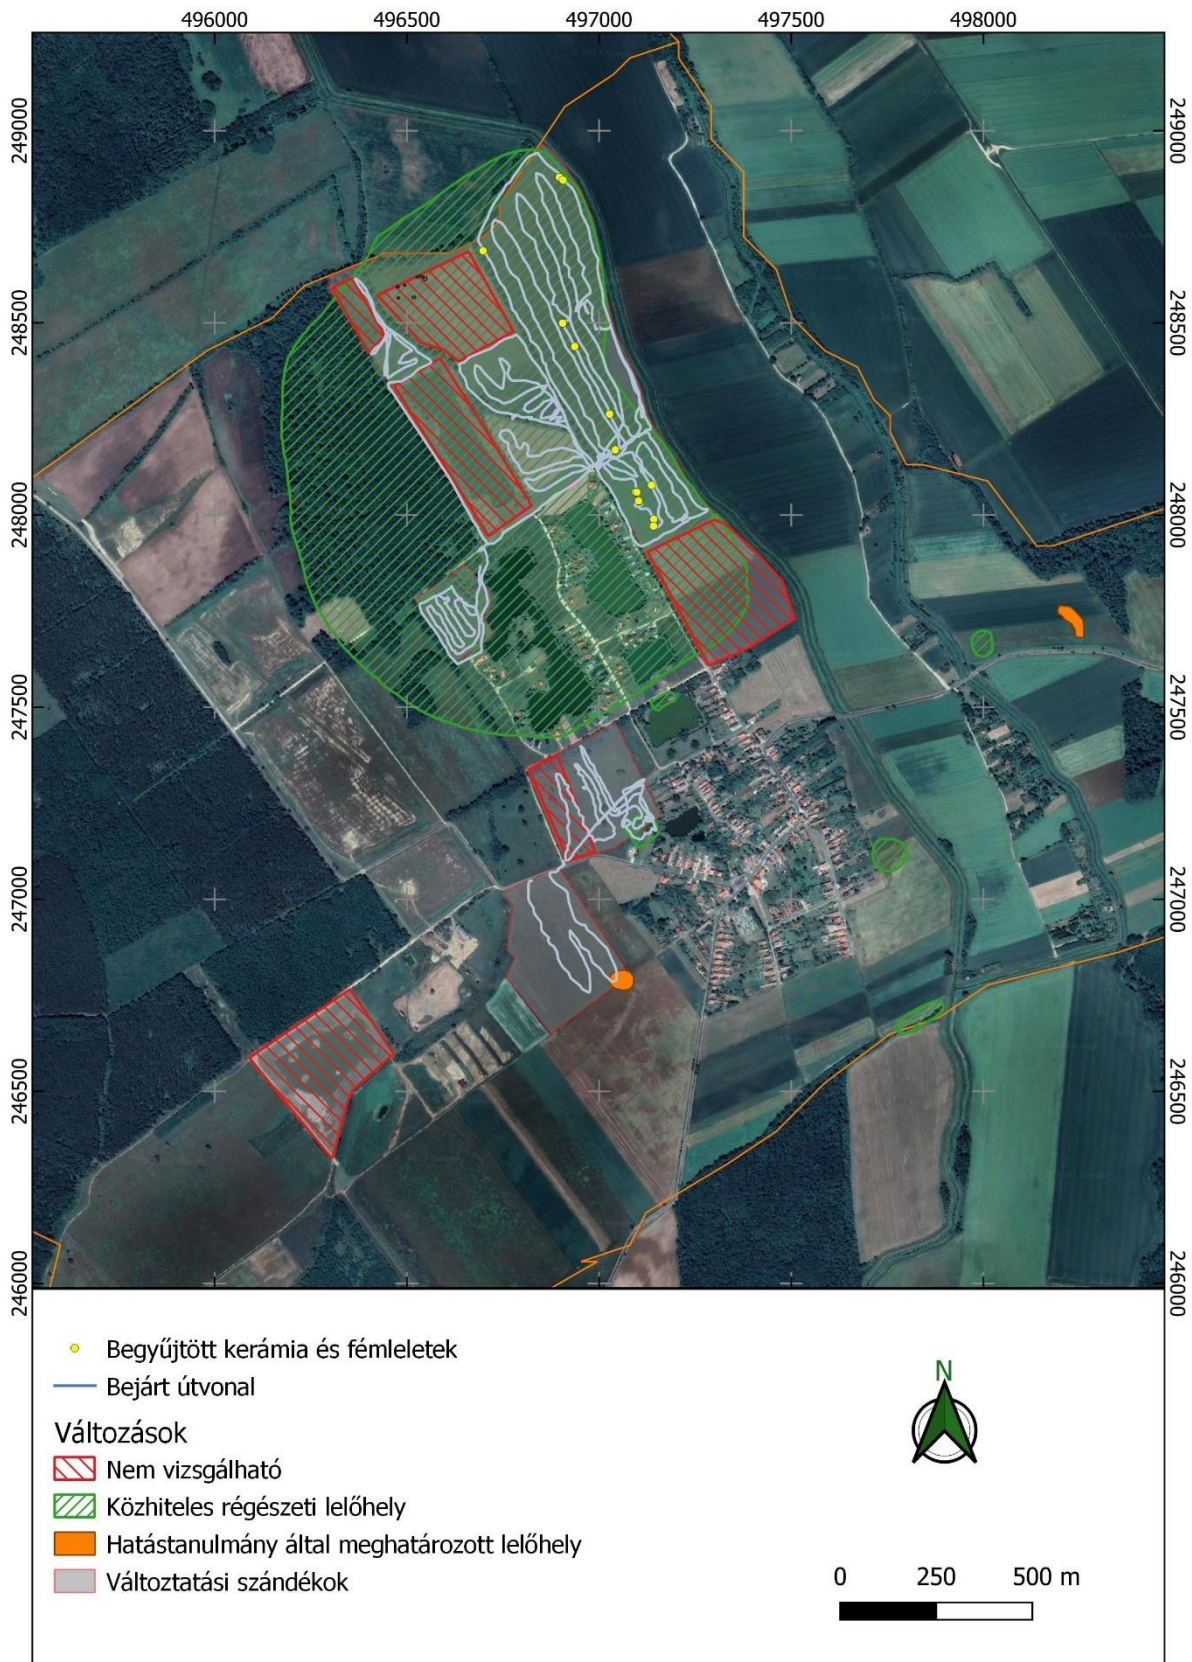 496000 496500 497000 497500 498000
249000 249000
248500 248500
248000 248000
247500 247500
247000 247000
246500 246500
246000 246000
Begyűjtött kerámia és fémleletek
Bejárt útvonal
Változások
Nem vizsgálható
Közhiteles régészeti lelőhely
Hatástanulmány által meghatározott lelőhely
Változtatási szándékok
N
0 250 500 m